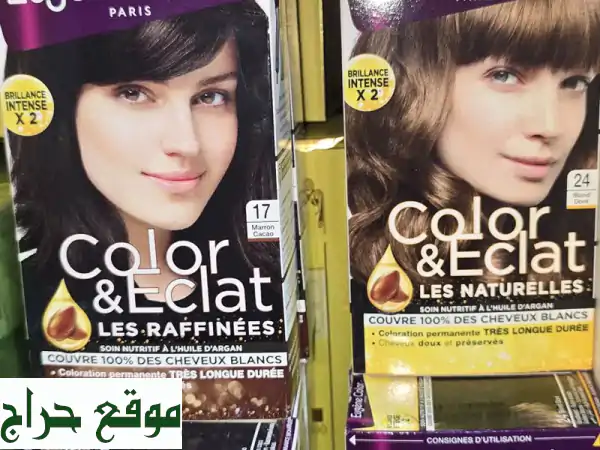 PARIS
BRILLANCE
INTENSE
X 2
17
Marron
Cacao
Color
&Eclat
LES RAFFINÉES
SOIN NUTRITIF À L'HUILE D'ARGAN
COUVRE 100% DES CHEVEUX BLANCS
• Coloration permanente TRÈS LONGUE DURÉE
BRILLANCE
INTENSE
X 2
24
Blond
Doré
Color
&Eclat
LES NATURELLES
SOIN NUTRITIF À L'HUILE D'ARGAN
COUVRE 100% DES CHEVEUX BLANCS
• Coloration permanente TRÈS LONGUE DURÉE
• Cheveux doux et préservés
CONSIGNES D'UTILISATION
موقع حراج